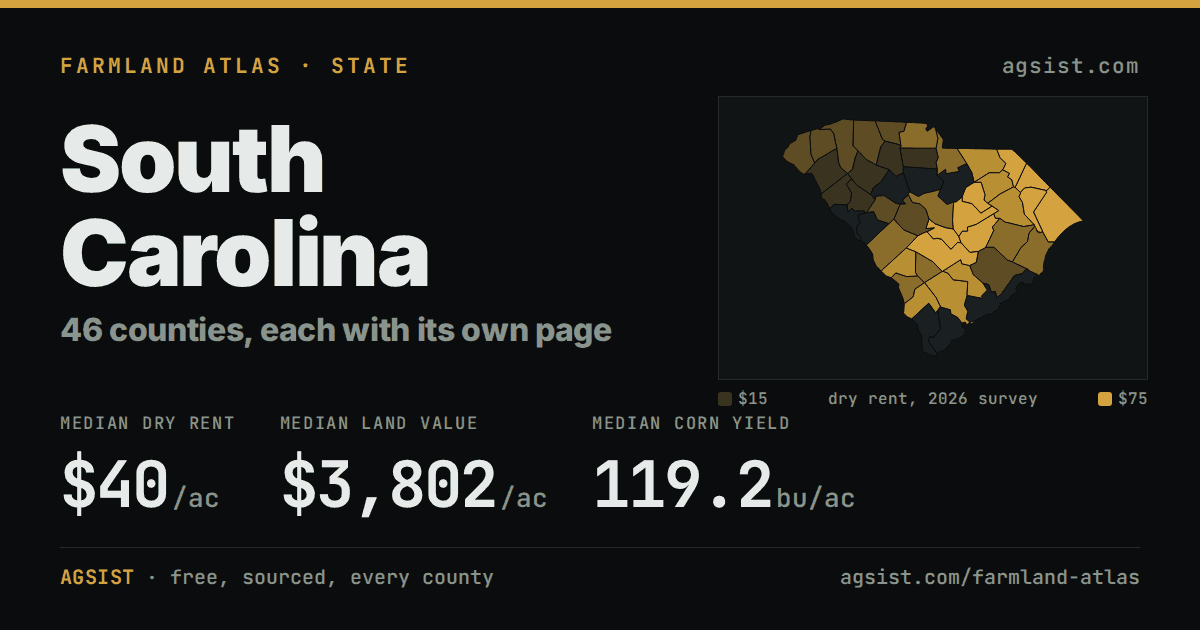 FARMLAND ATLAS · STATE
agsist.com
South
Carolina
46 counties, each with its own page
$15
dry rent, 2026 survey
$75
MEDIAN DRY RENT
MEDIAN LAND VALUE
MEDIAN CORN YIELD
$40/ac
$3,802/ac
119.2bu/ac
AGSIST · free, sourced, every county
agsist.com/farmland-atlas